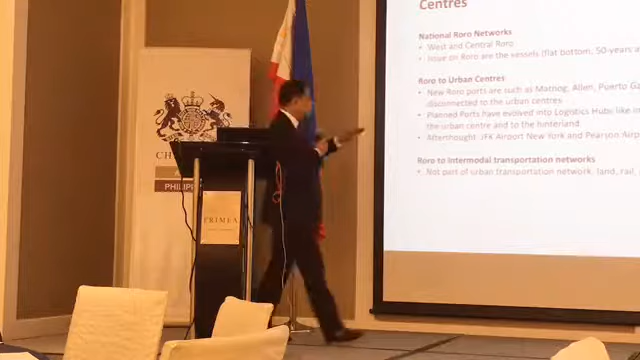 Centres
National Roro Networks
• West and Central Roro
• Issue on Roro are the vessels (flat bottom, 50-years
Roro to Urban Centres
• New Roro ports are such as Matnog, Allen, Puerto
disconnected to the urban centres
• Planned Ports have evolved into Logistics Hubs like
the urban centre and to the hinterland.
• Afterthought: JFK Airport New York and Pearson
Roro to Intermodal transportation networks
• Not part of urban transportation network, land, rail,
PRIMEA